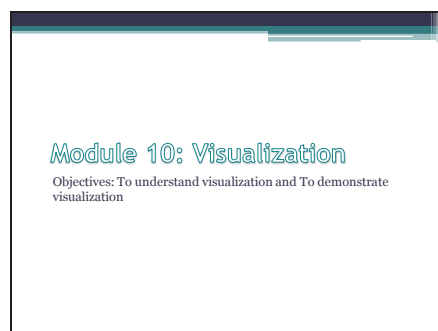 Module 10: Visualization
Objectives: To understand visualization and To demonstrate
visualization